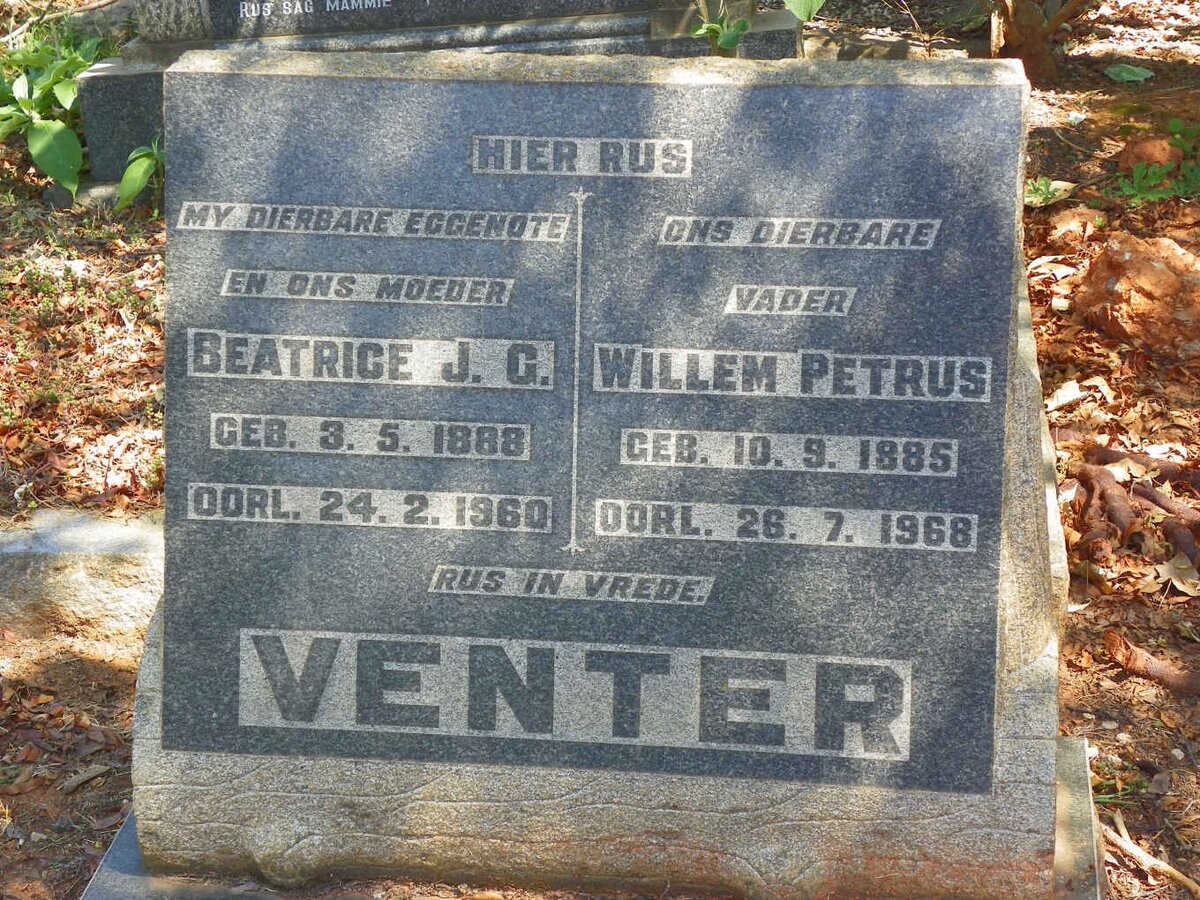 RUS SAG MAMMIE
HIER RUS
MY DIERBARE EGGENOTE
EN ONS MOEDER
BEATRICE J. G.
GEB. 3. 5. 1888
OORL. 24. 2. 1960
ONS DIERBARE
VADER
WILLEM PETRUS
GEB. 10. 9. 1885
OORL. 26. 7. 1968
RUS IN VREDE.
VENTER